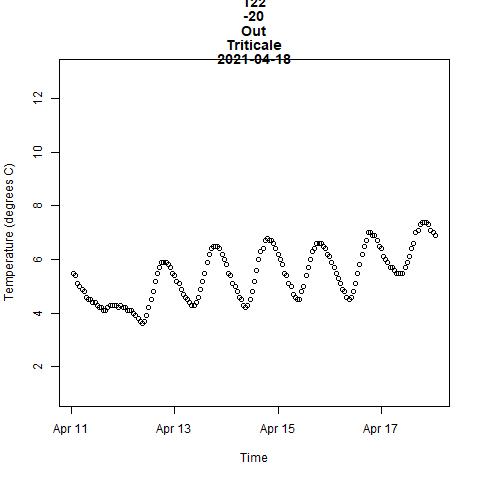 122
-20
Out
Triticale
2021-04-18
12
10
8
6
4
2
Temperature (degrees C)
Apr 11
Apr 13
Apr 15
Apr 17
Time